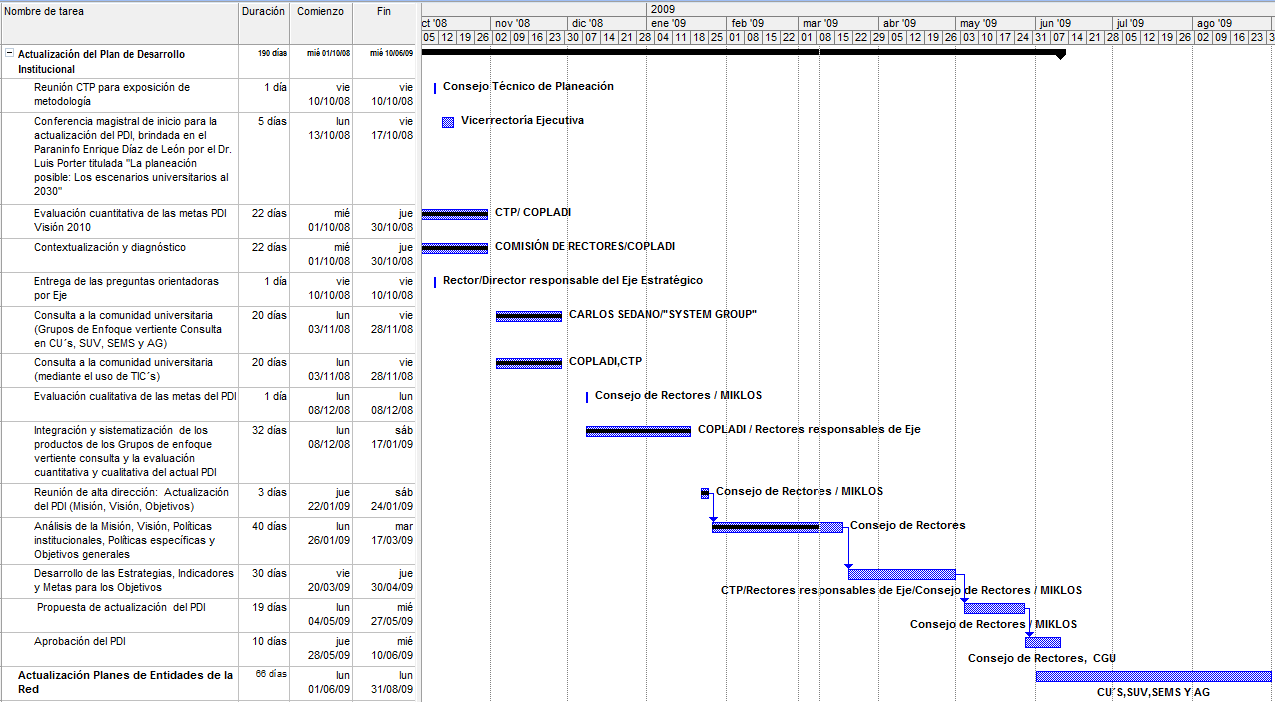 Nombre de tarea Duración Comienzo Fin
2009
ct '08 nov '08 dic '08 ene '09 feb '09 mar '09 abr '09 may '09 jun '09 jul '09 ago '09
05 12 19 26 02 09 16 23 30 07 14 21 28 04 11 18 25 01 08 15 22 01 08 15 22 29 05 12 19 26 03 10 17 24 31 07 14 21 28 05 12 19 26 02 09 16 23 3
Actualización del Plan de Desarrollo 190 días mié 01/10/08 mié 10/06/09
Institucional
Reunión CTP para exposición de 1 día vie vie Consejo Técnico de Planeación
metodología 10/10/08 10/10/08
Conferencia magistral de inicio para la 5 días lun vie Vicerrectoría Ejecutiva
actualización del PDI, brindada en el 13/10/08 17/10/08
Paraninfo Enrique Díaz de León por el Dr.
Luis Porter titulada "La planeación
posible: Los escenarios universitarios al
2030"
Evaluación cuantitativa de las metas PDI 22 días mié jue CTP/ COPLADI
Visión 2010 01/10/08 30/10/08
Contextualización y diagnóstico 22 días mié jue COMISIÓN DE RECTORES/COPLADI
01/10/08 30/10/08
Entrega de las preguntas orientadoras 1 día vie vie Rector/Director responsable del Eje Estratégico
por Eje 10/10/08 10/10/08
Consulta a la comunidad universitaria 20 días lun vie CARLOS SEDANO/"SYSTEM GROUP"
(Grupos de Enfoque vertiente Consulta 03/11/08 28/11/08
en CU´s, SUV, SEMS y AG)
Consulta a la comunidad universitaria 20 días lun vie COPLADI,CTP
(mediante el uso de TIC´s) 03/11/08 28/11/08
Evaluación cualitativa de las metas del PDI 1 día lun lun Consejo de Rectores / MIKLOS
08/12/08 08/12/08
Integración y sistematización de los 32 días lun sáb COPLADI / Rectores responsables de Eje
productos de los Grupos de enfoque 08/12/08 17/01/09
vertiente consulta y la evaluación
cuantitativa y cualitativa del actual PDI
Reunión de alta dirección: Actualización 3 días jue sáb Consejo de Rectores / MIKLOS
del PDI (Misión, Visión, Objetivos) 22/01/09 24/01/09
Análisis de la Misión, Visión, Políticas 40 días lun mar Consejo de Rectores
institucionales, Políticas específicas y 26/01/09 17/03/09
Objetivos generales
Desarrollo de las Estrategias, Indicadores 30 días vie jue
y Metas para los Objetivos 20/03/09 30/04/09 CTP/Rectores responsables de Eje/Consejo de Rectores / MIKLOS
Propuesta de actualización del PDI 19 días lun mié
04/05/09 27/05/09 Consejo de Rectores / MIKLOS
Aprobación del PDI 10 días jue mié
28/05/09 10/06/09 Consejo de Rectores, CGU
Actualización Planes de Entidades de la 66 días lun lun
Red 01/06/09 31/08/09 CU´S,SUV,SEMS Y AG